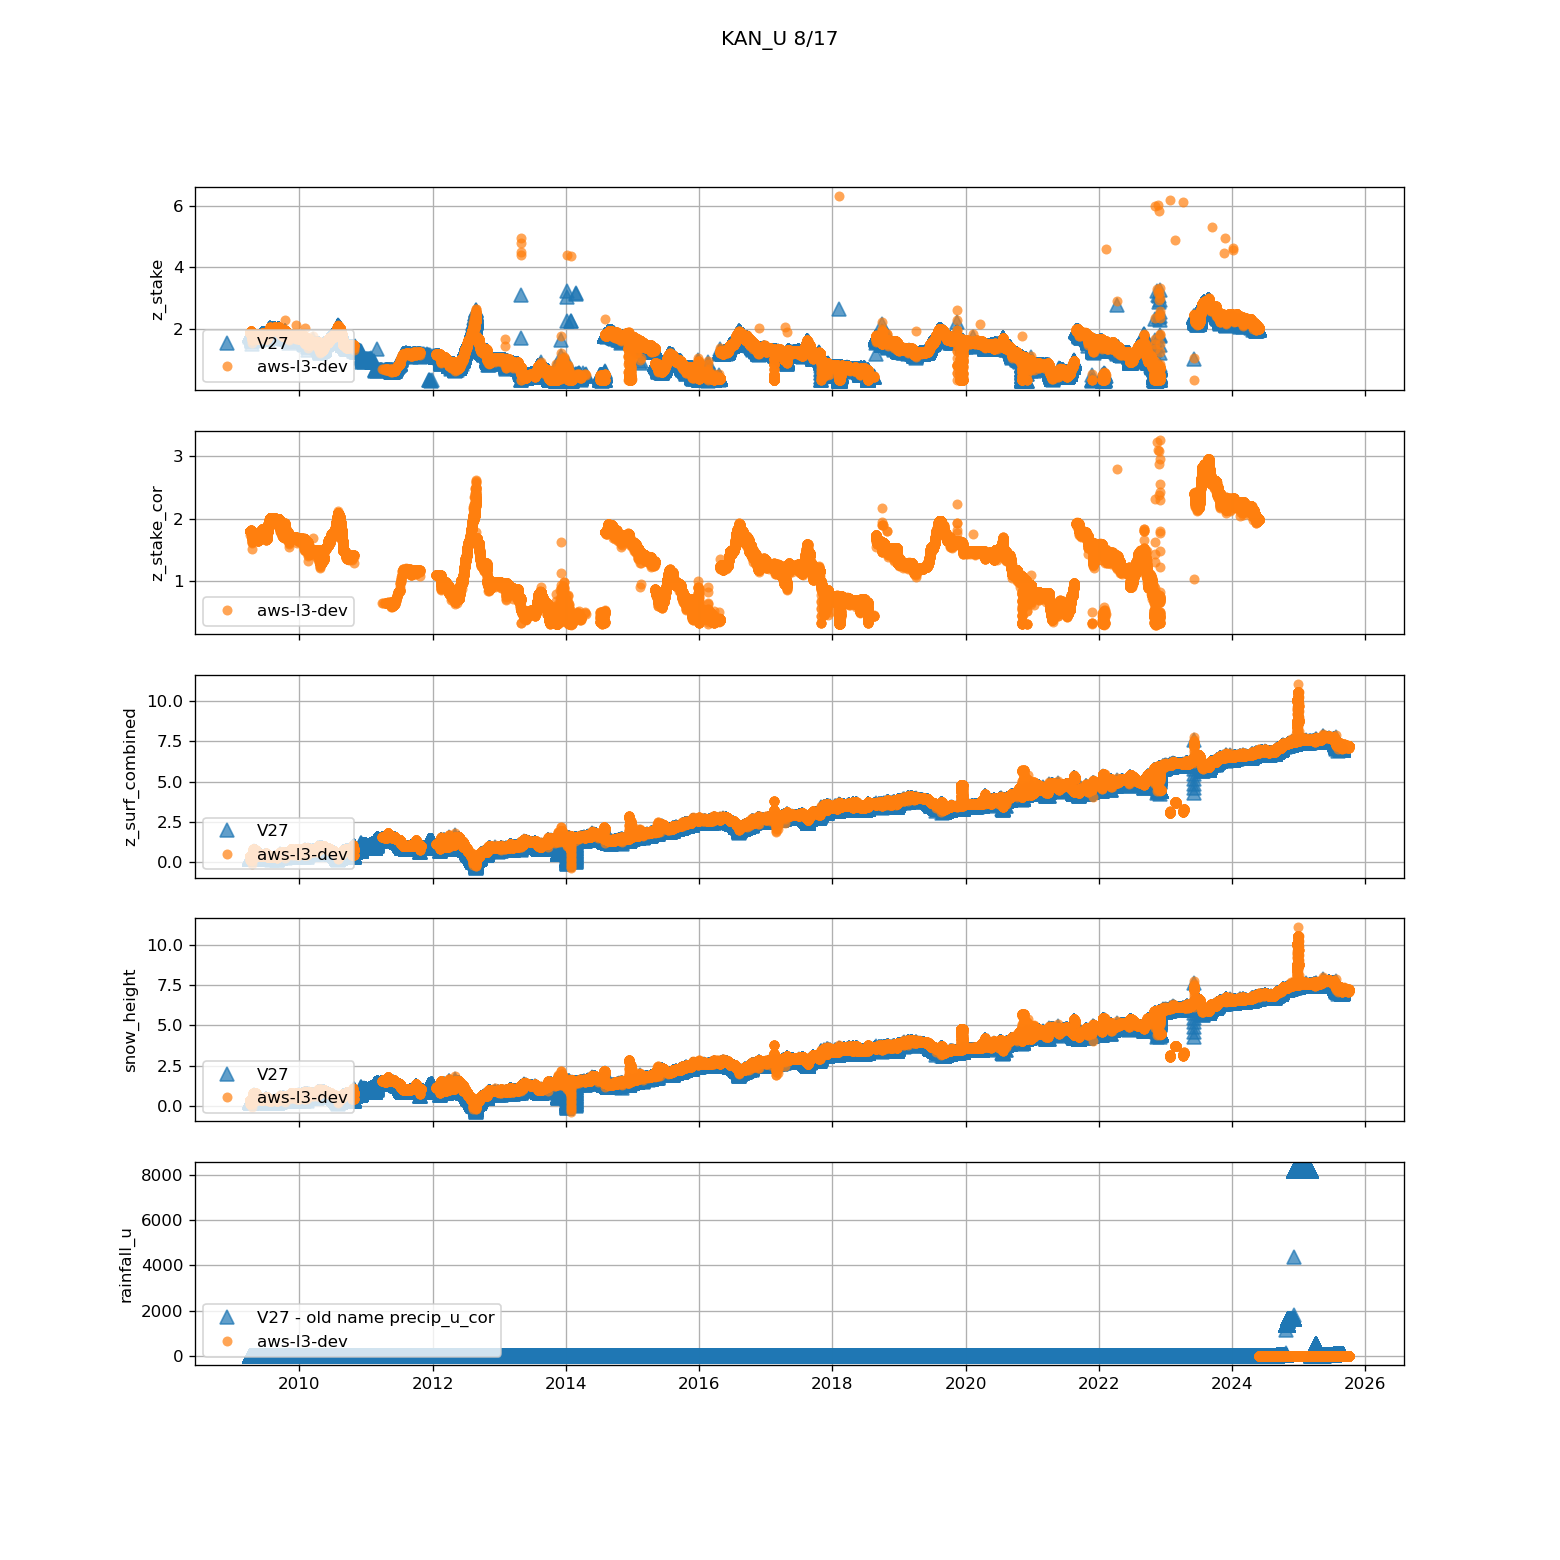 KAN_U 8/17
z_stake
6
4
2
V27
aws-l3-dev
z_stake_cor
3
2
1
aws-l3-dev
z_surf_combined
10.0
7.5
5.0
2.5
0.0
V27
aws-l3-dev
snow_height
10.0
7.5
5.0
2.5
0.0
V27
aws-l3-dev
rainfall_u
8000
6000
4000
2000
0
V27 - old name precip_u_cor
aws-l3-dev
2010 2012 2014 2016 2018 2020 2022 2024 2026